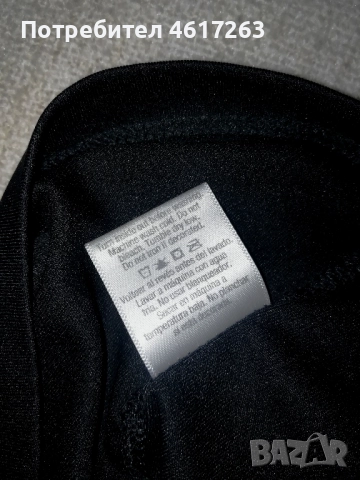 Потребител 4617263
Turn inside out before washing.
Machine wash cold. Do not
bleach. Tumble dry low.
Do not iron if decorated.
Voltear al revés antes del lavado.
Lavar a máquina con agua
fría. No usar blanqueador.
Secar en máquina a
temperatura baja. No planchar
si está decorado.
BAZAR